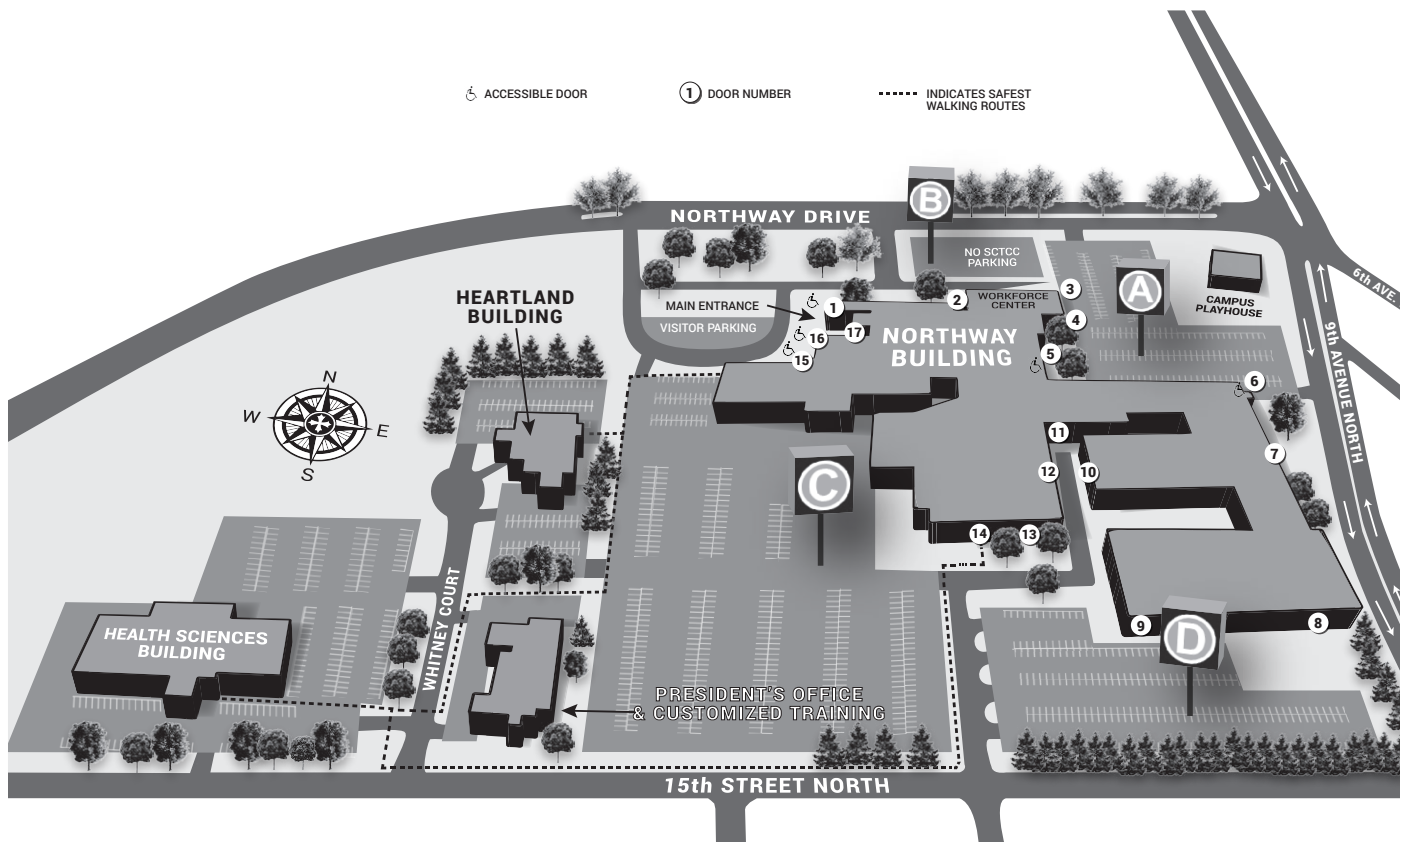 ACCESSIBLE DOOR
1 DOOR NUMBER
INDICATES SAFEST
WALKING ROUTES
B
NORTHWAY DRIVE
NO SCTCC
PARKING
A
6th AVE.
CAMPUS
PLAYHOUSE
HEARTLAND
BUILDING
MAIN ENTRANCE
VISITOR PARKING
1
2
WORKFORCE
CENTER
3
4
5
16
17
15
NORTHWAY
BUILDING
6
9th AVENUE NORTH
7
N
W
E
S
11
12
10
C
14
13
WHITNEY COURT
HEALTH SCIENCES
BUILDING
9
8
D
PRESIDENT'S OFFICE
& CUSTOMIZED TRAINING
15th STREET NORTH